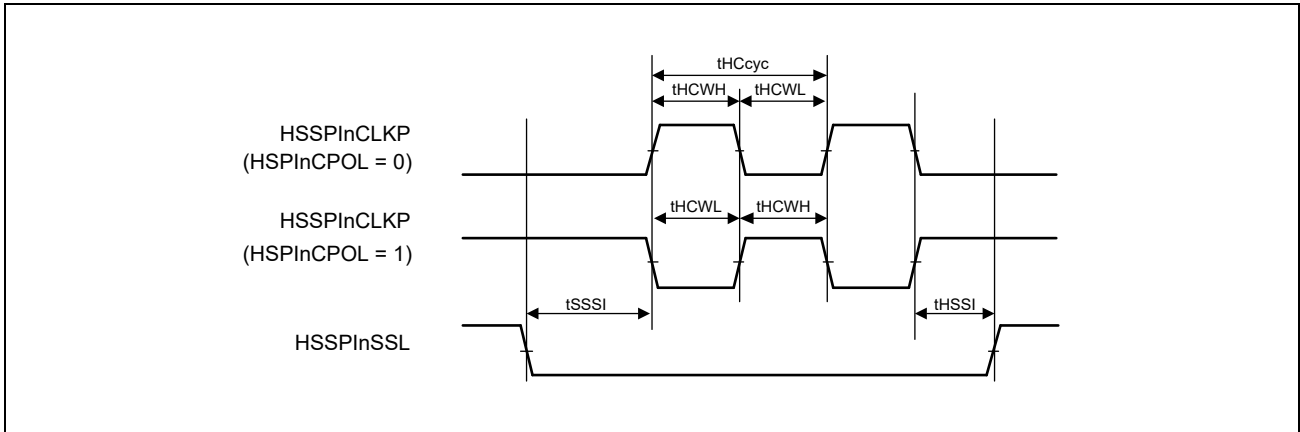 tHCcyc
tHCWH tHCWL
HSSPInCLKP
(HSPInCPOL = 0)
tHCWL tHCWH
HSSPInCLKP
(HSPInCPOL = 1)
tSSSI tHSSI
HSSPInSSL